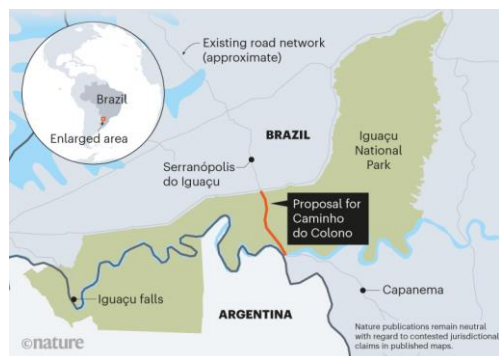 Existing road network
(approximate)
Brazil
Enlarged area
BRAZIL
Iguaçu
National
Park
Serranópolis
do Iguaçu
Proposal for
Caminho
do Colono
Iguaçu falls
ARGENTINA
Capanema
Nature publications remain neutral
with regard to contested jurisdictional
claims in published maps.
©nature